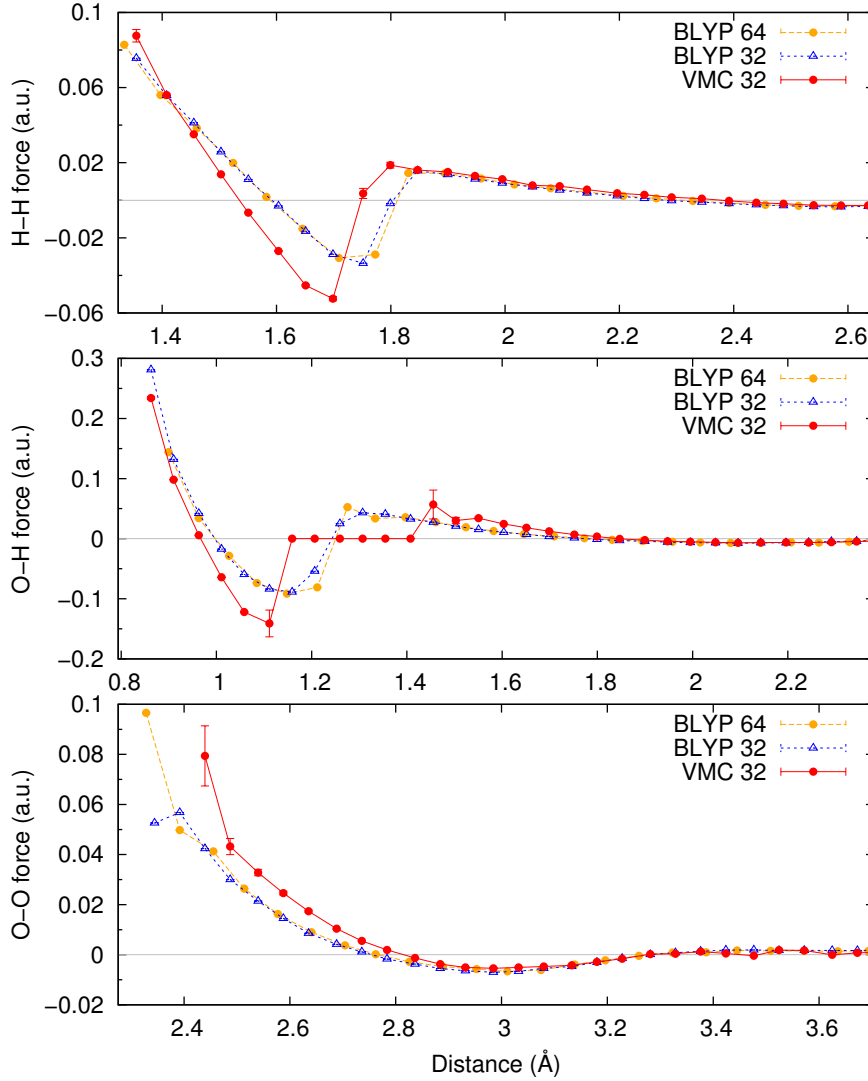 H−H force (a.u.)
0.1
0.06
0.02
−0.02
−0.06
BLYP 64
BLYP 32
VMC 32
1.4 1.6 1.8 2 2.2 2.4 2.6
O−H force (a.u.)
0.3
0.2
0.1
0
−0.1
−0.2
BLYP 64
BLYP 32
VMC 32
0.8 1 1.2 1.4 1.6 1.8 2 2.2
O−O force (a.u.)
0.1
0.08
0.06
0.04
0.02
0
−0.02
BLYP 64
BLYP 32
VMC 32
2.4 2.6 2.8 3 3.2 3.4 3.6
Distance (Å)